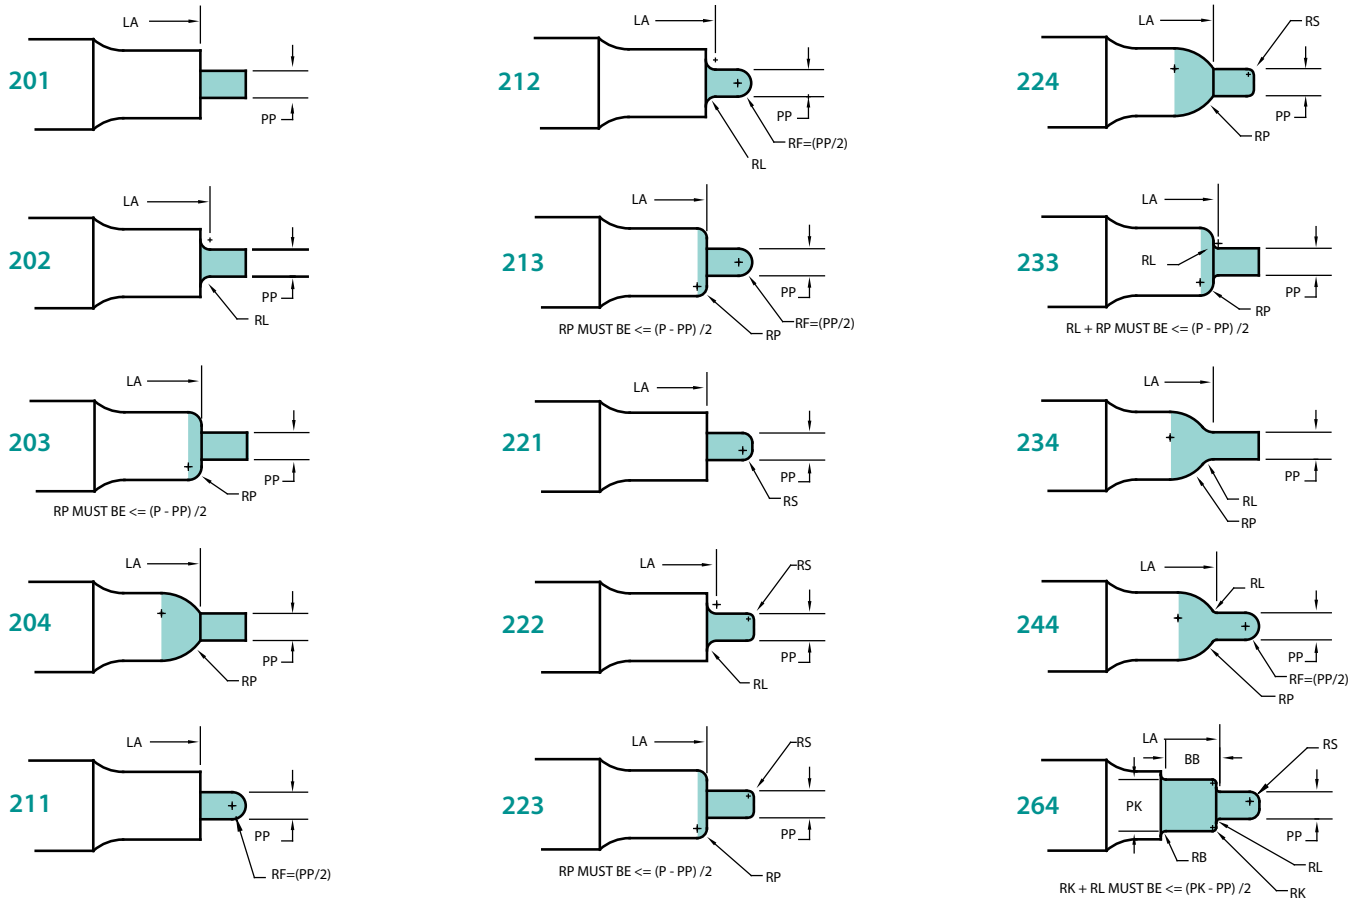 LA
201
PP
LA
202
PP
RL
LA
203
PP
RP
RP MUST BE <= (P - PP) /2
LA
204
PP
RP
LA
211
PP
RF=(PP/2)
LA
212
PP
RF=(PP/2)
RL
LA
213
PP
RF=(PP/2)
RP
RP MUST BE <= (P - PP) /2
LA
221
PP
RS
LA
RS
222
PP
RL
LA
RS
223
PP
RP
RP MUST BE <= (P - PP) /2
LA
RS
224
PP
RP
LA
233
RL
PP
RP
RL + RP MUST BE <= (P - PP) /2
LA
234
PP
RL
RP
LA
RL
244
PP
RF=(PP/2)
RP
LA
BB
RS
264
PK
PP
RB
RL
RK
RK + RL MUST BE <= (PK - PP) /2